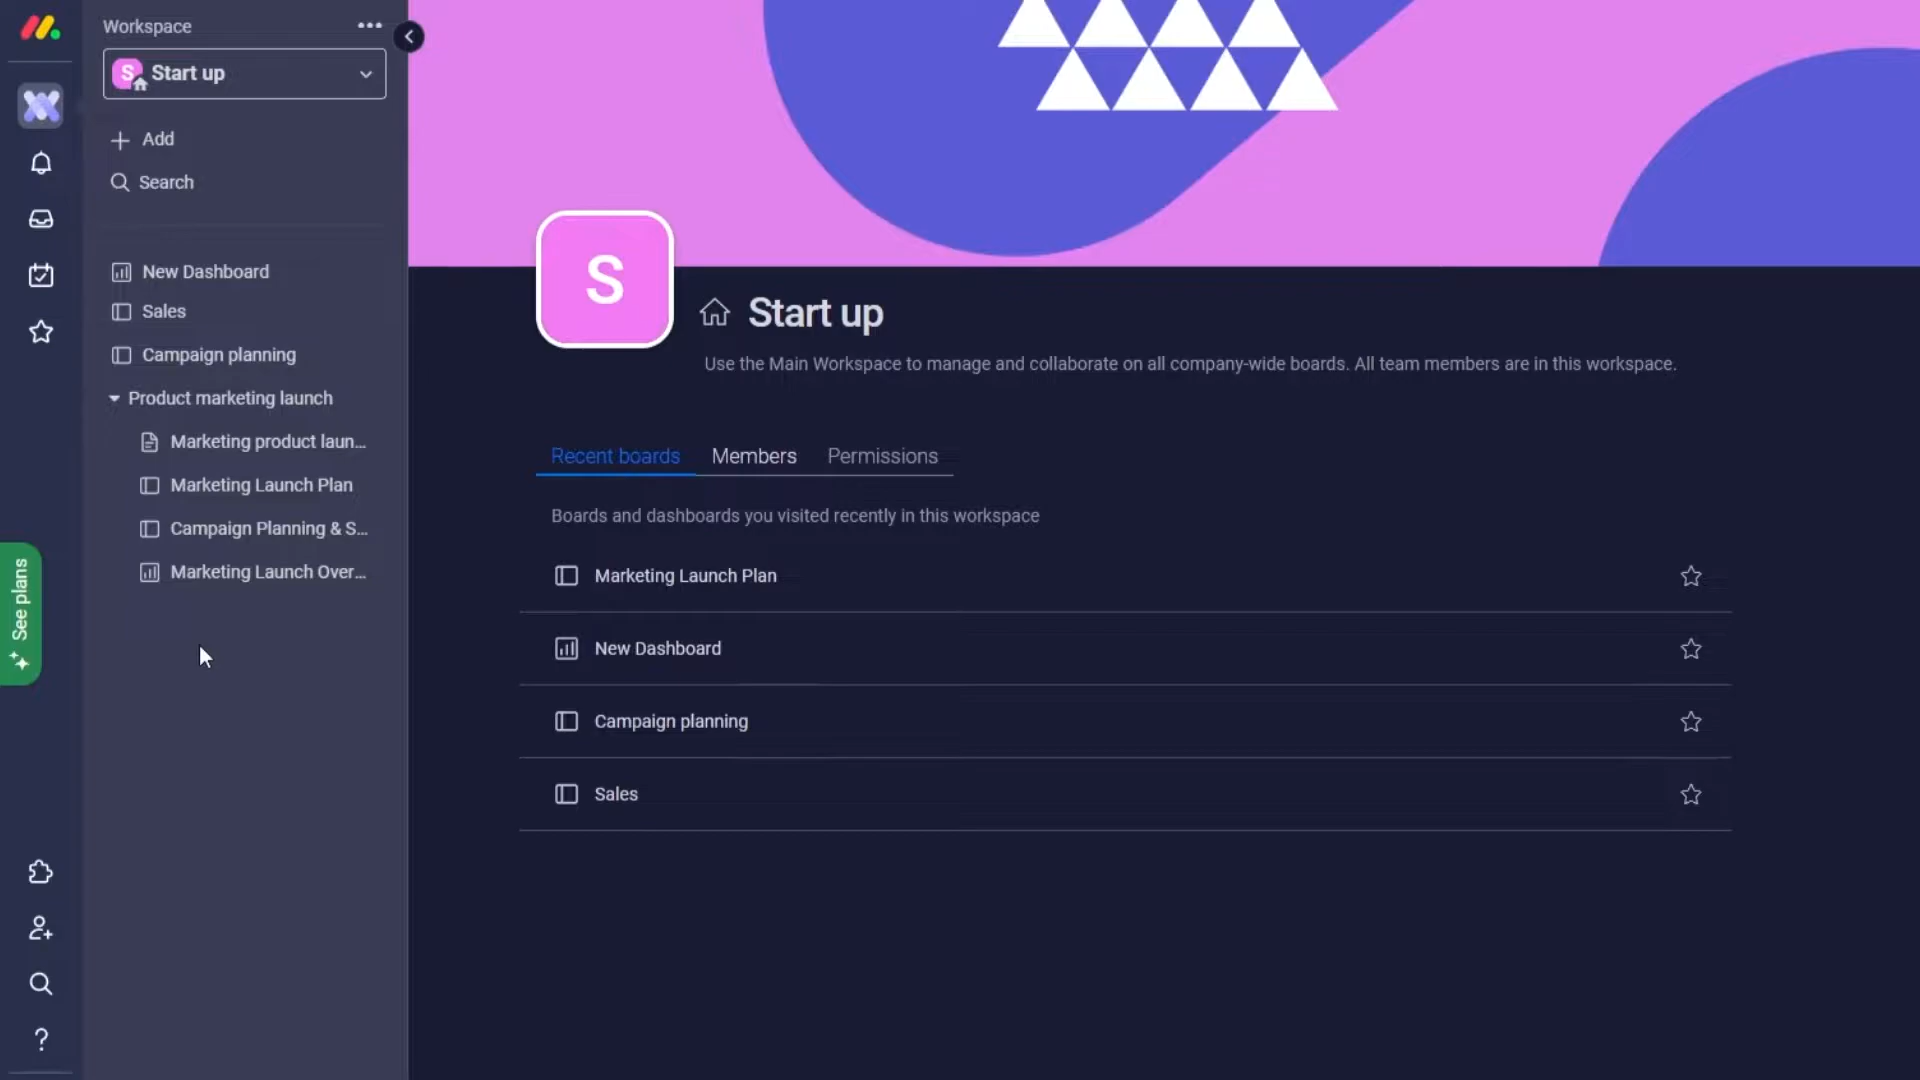 Workspace
S Start up
Add
Search
New Dashboard
Sales
Campaign planning
Product marketing launch
Marketing product laun...
Marketing Launch Plan
Campaign Planning & S...
Marketing Launch Over...
See plans
S
Start up
Use the Main Workspace to manage and collaborate on all company-wide boards. All team members are in this workspace.
Recent boards Members Permissions
Boards and dashboards you visited recently in this workspace
Marketing Launch Plan
New Dashboard
Campaign planning
Sales